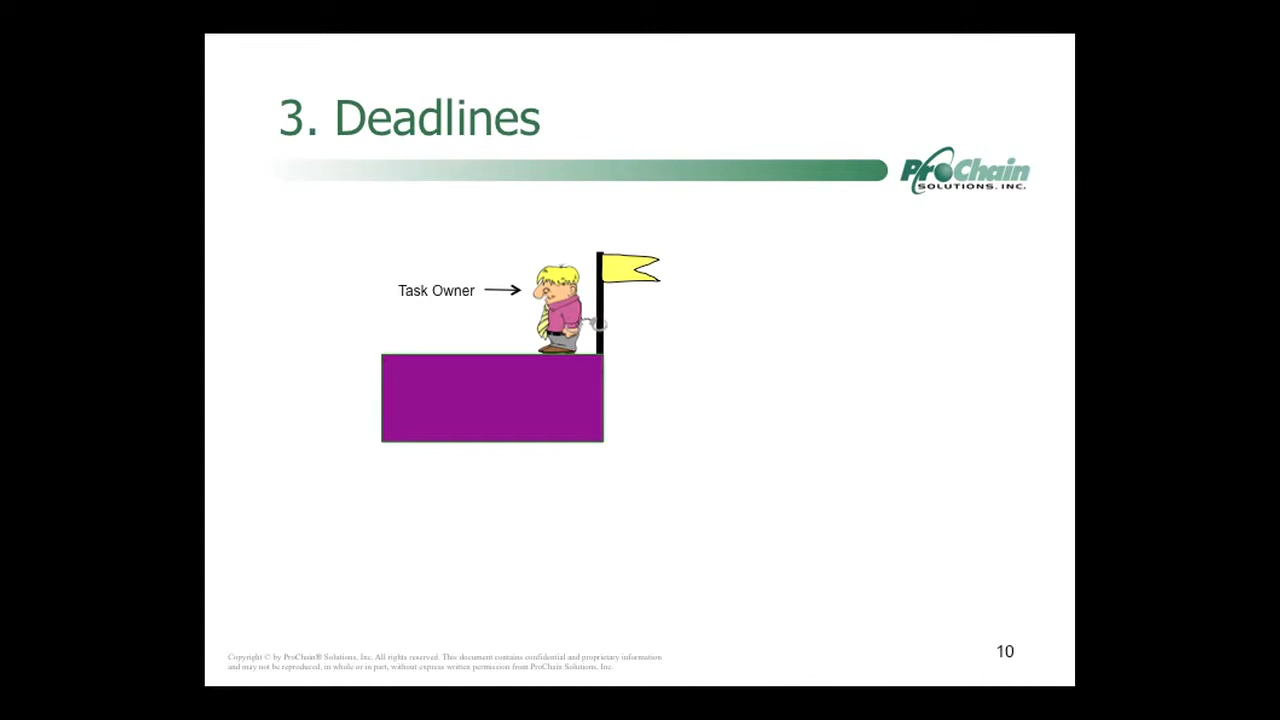 3. Deadlines
ProChain
SOLUTIONS, INC.
Task Owner
Copyright © by ProChain® Solutions, Inc. All rights reserved. This document contains confidential and proprietary information
and may not be reproduced, in whole or in part, without express written permission from ProChain Solutions, Inc.
10